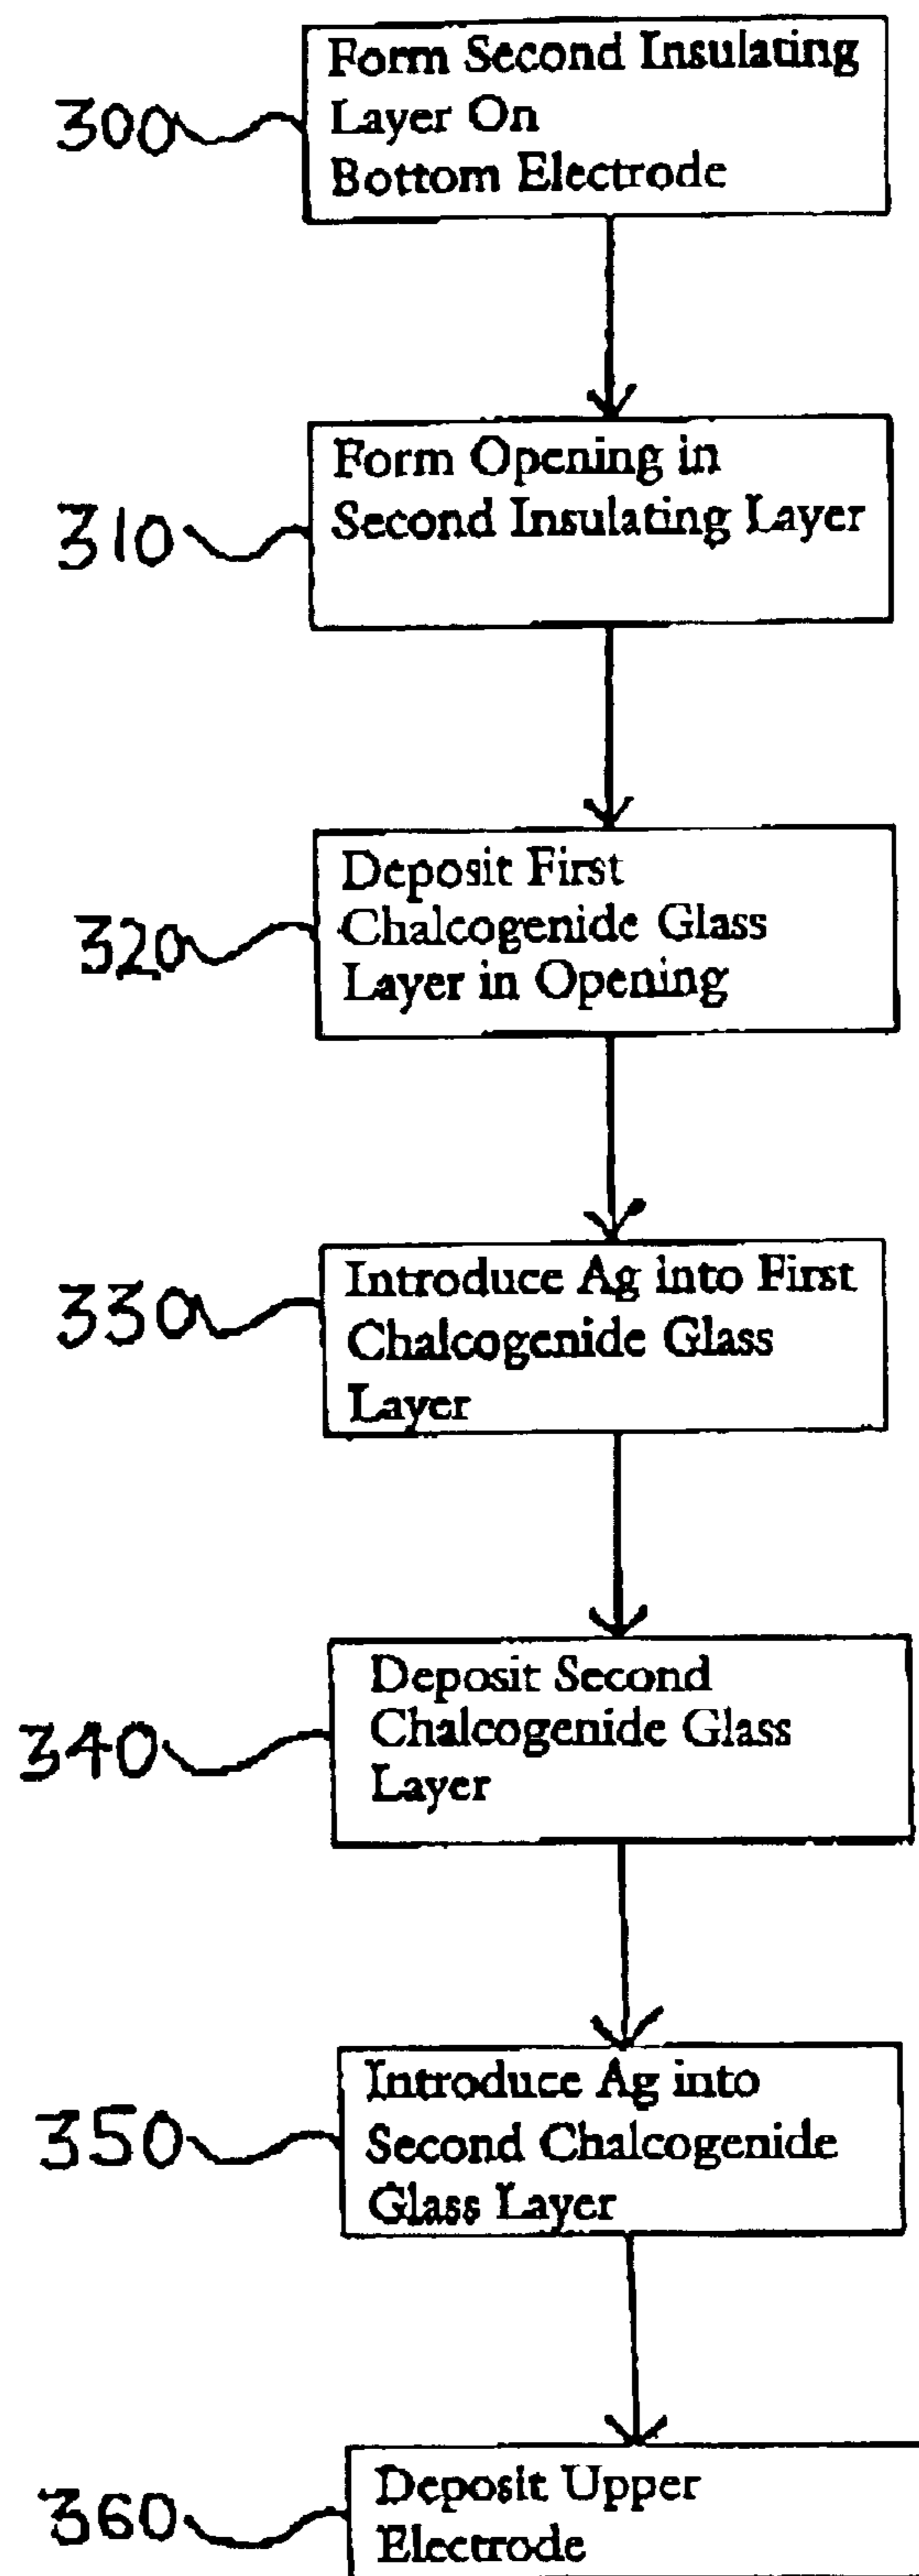 Form Second Insulating
Layer On
Bottom Electrode
300
Form Opening in
Second Insulating Layer
310
Deposit First
Chalcogenide Glass
Layer in Opening
320
Introduce Ag into First
Chalcogenide Glass
Layer
330
Deposit Second
Chalcogenide Glass
Layer
340
Introduce Ag into
Second Chalcogenide
Glass Layer
350
Deposit Upper
Electrode
360